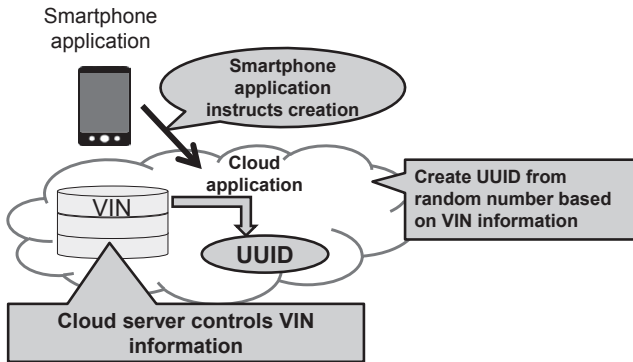 Smartphone
application
Smartphone
application
instructs creation
Cloud
application
Create UUID from
random number based
on VIN information
VIN
UUID
Cloud server controls VIN
information